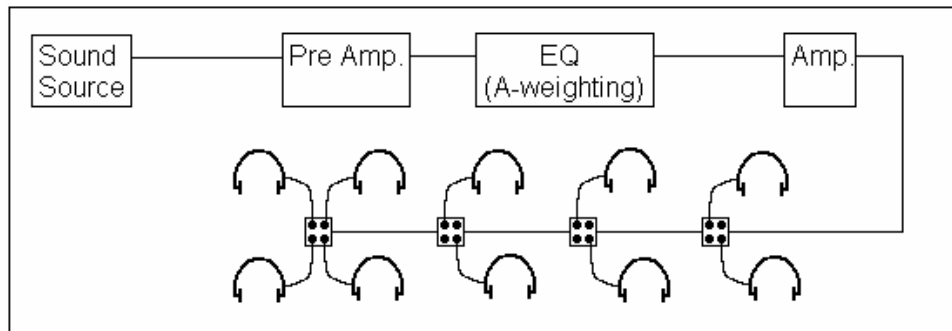 Sound
Source
Pre Amp.
EQ
(A-weighting)
Amp.